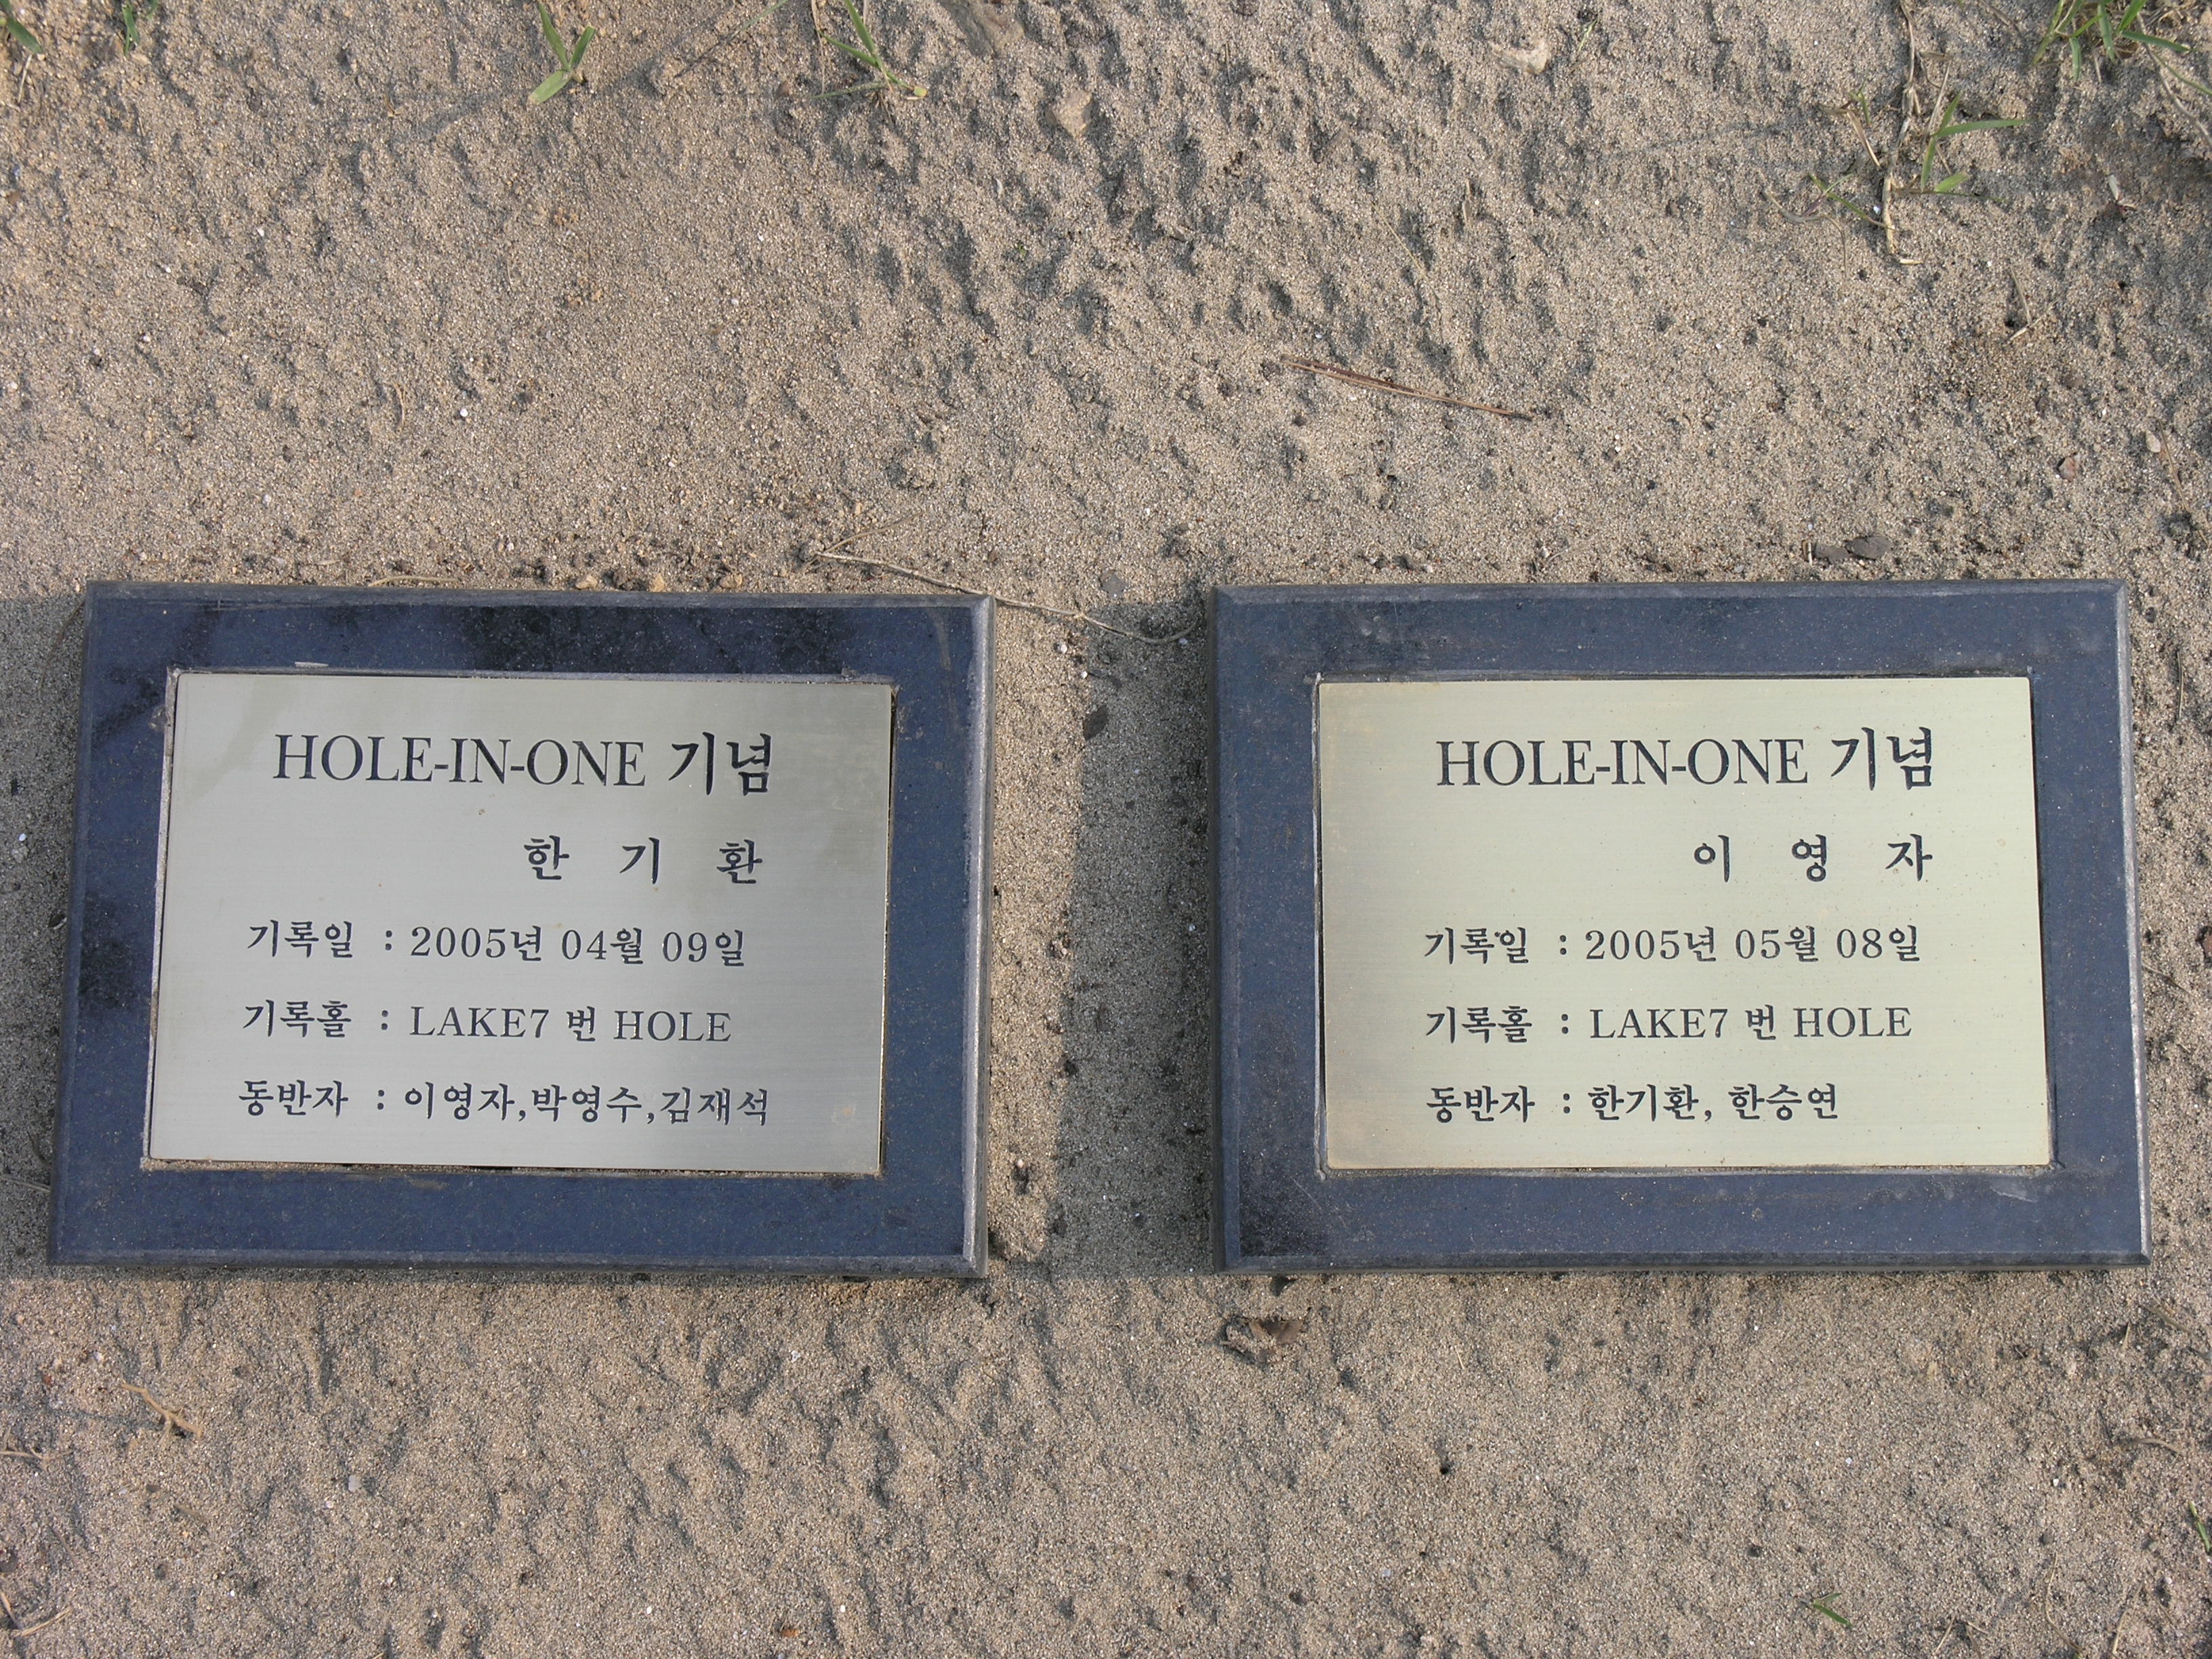 HOLE-IN-ONE 기념
한 기 환
기록일 : 2005년 04월 09일
기록홀 : LAKE7 번 HOLE
동반자 : 이영자,박영수,김재석
HOLE-IN-ONE 기념
이 영 자
기록일 : 2005년 05월 08일
기록홀 : LAKE7 번 HOLE
동반자 : 한기환, 한승연